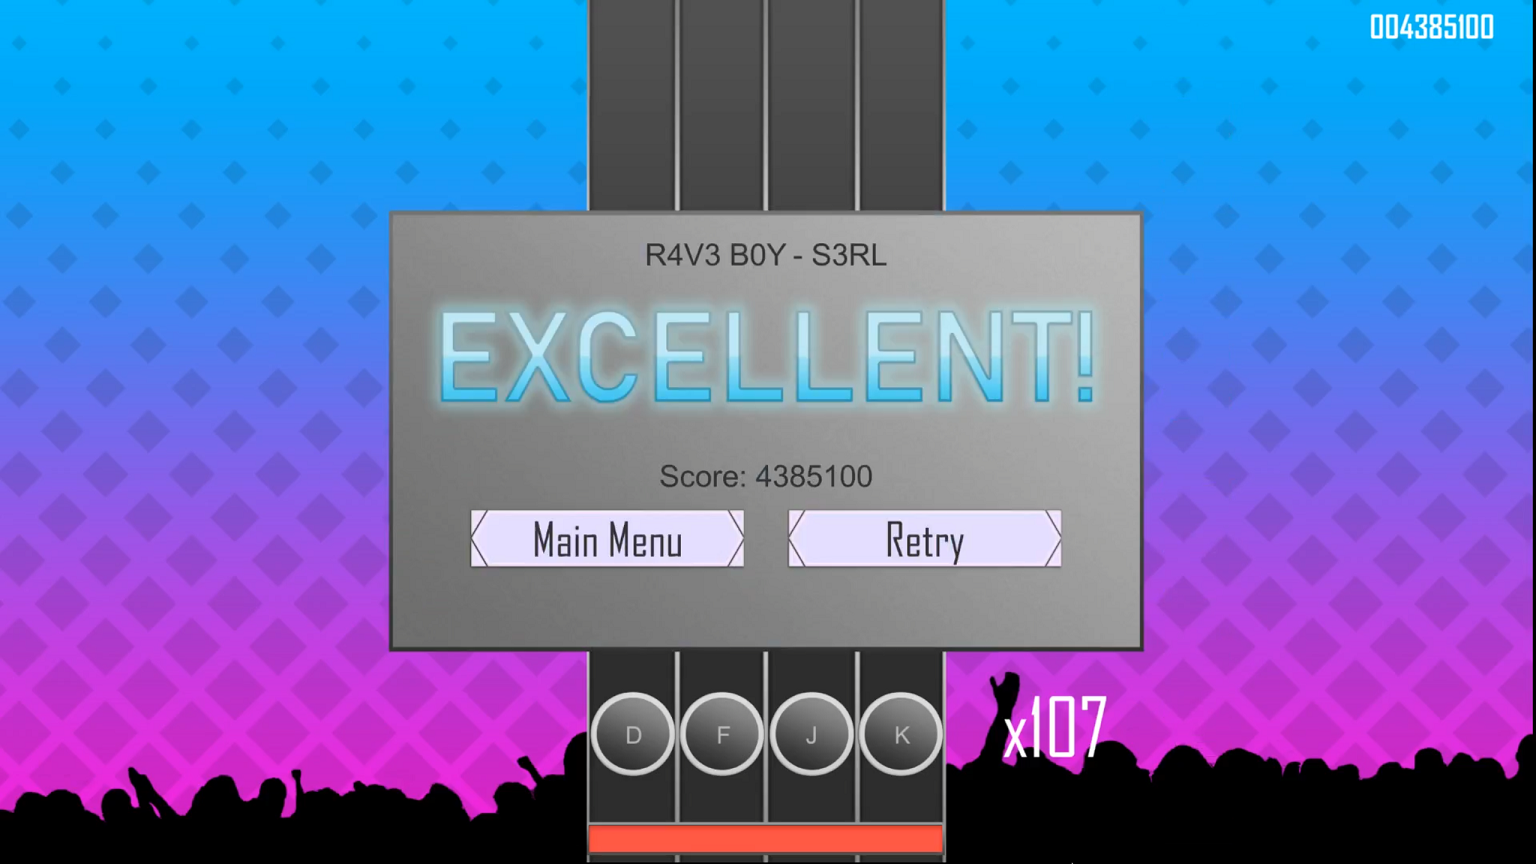 004385100
R4V3 B0Y - S3RL
EXCELLENT!
Score: 4385100
Main Menu
Retry
D
F
J
K
x107